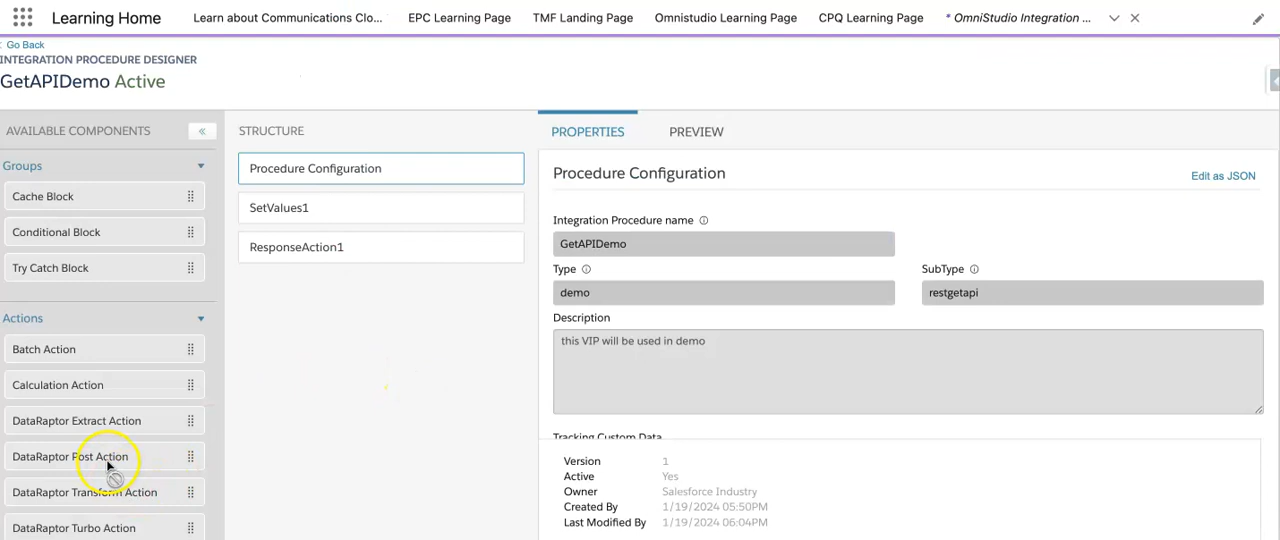 Learning Home
Learn about Communications Clo...
EPC Learning Page
TMF Landing Page
Omnistudio Learning Page
CPQ Learning Page
* OmniStudio Integration ...
Go Back
INTEGRATION PROCEDURE DESIGNER
GetAPIDemo Active
AVAILABLE COMPONENTS
Groups
Cache Block
Conditional Block
Try Catch Block
Actions
Batch Action
Calculation Action
DataRaptor Extract Action
DataRaptor Post Action
DataRaptor Transform Action
DataRaptor Turbo Action
STRUCTURE
Procedure Configuration
SetValues1
ResponseAction1
PROPERTIES
PREVIEW
Procedure Configuration
Edit as JSON
Integration Procedure name
GetAPIDemo
Type
SubType
demo
restgetapi
Description
this VIP will be used in demo
Tracking Custom Data
Version 1
Active Yes
Owner Salesforce Industry
Created By 1/19/2024 05:50PM
Last Modified By 1/19/2024 06:04PM